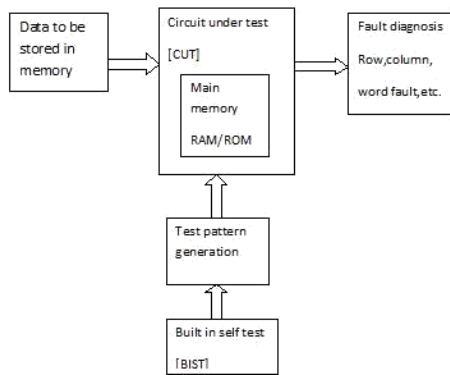 Data to be
stored in
memory
Circuit under test
[CUT]
Main
memory
RAM/ROM
Fault diagnosis
Row,column,
word fault,etc.
Test pattern
generation
Built in self test
[BIST]